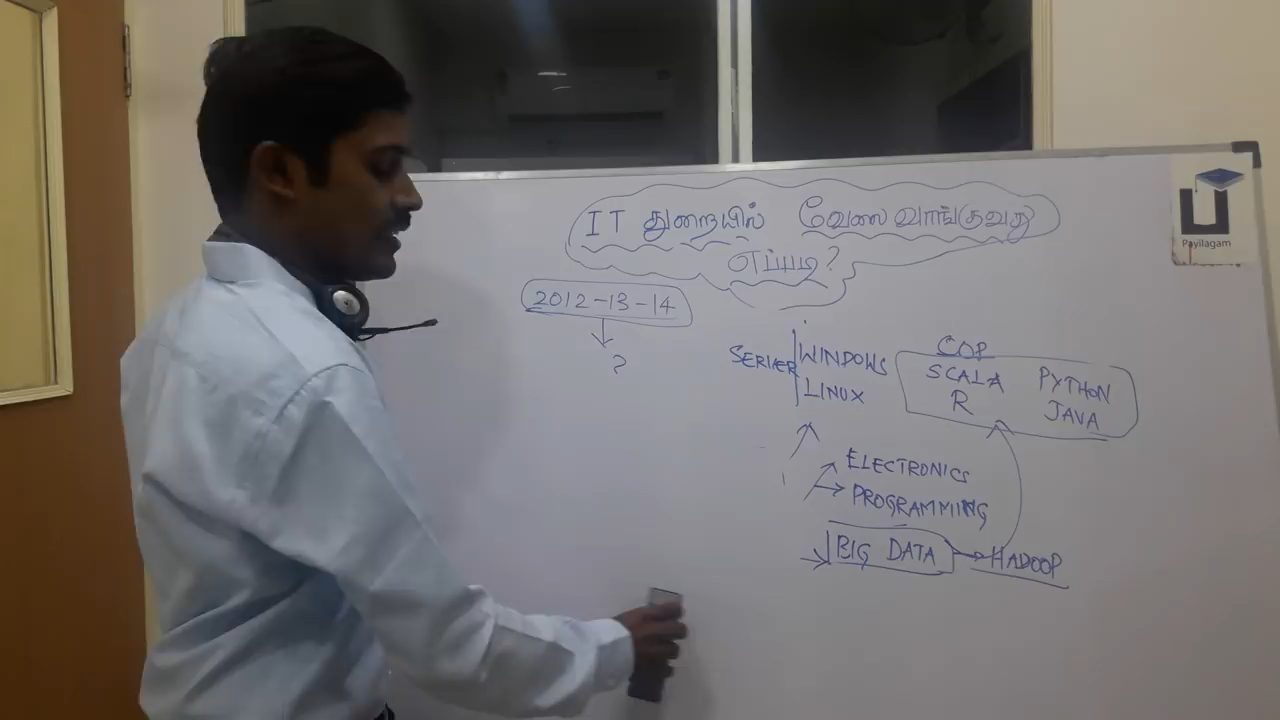 IT துறையில் வேலை வாங்குவது
எப்படி?
2012-13-14
?
SERVER WINDOWS
LINUX
OOP
SCALA PYTHON
R JAVA
ELECTRONICS
PROGRAMMING
BIG DATA → HADOOP
Payilagam